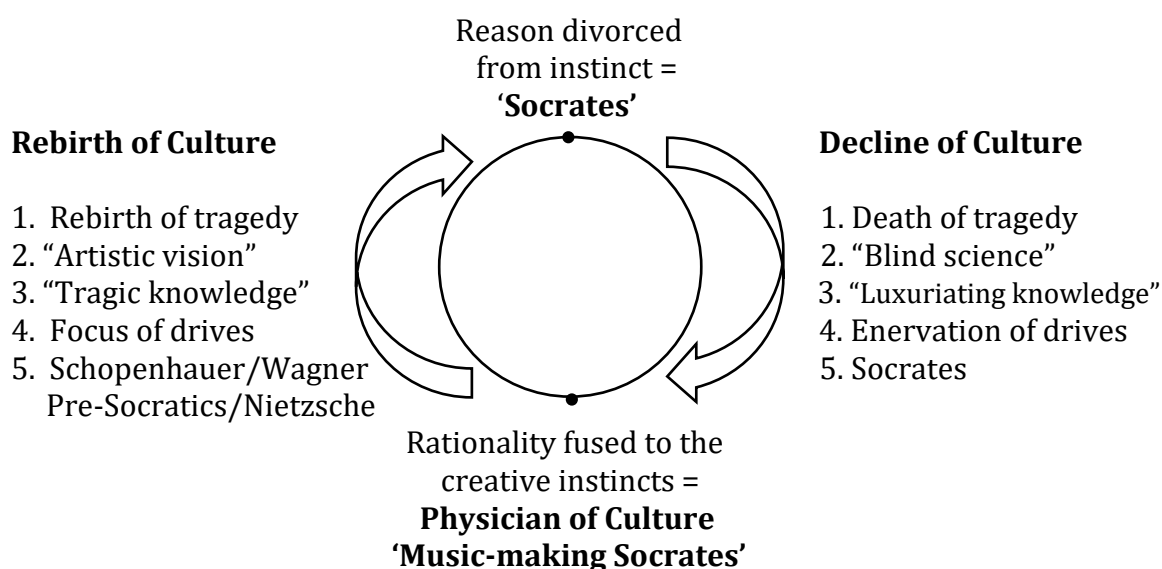 Reason divorced
from instinct =
‘Socrates’
Rebirth of Culture
1. Rebirth of tragedy
2. “Artistic vision”
3. “Tragic knowledge”
4. Focus of drives
5. Schopenhauer/Wagner
Pre-Socratics/Nietzsche
Decline of Culture
1. Death of tragedy
2. “Blind science”
3. “Luxuriating knowledge”
4. Enervation of drives
5. Socrates
Rationality fused to the
creative instincts =
Physician of Culture
‘Music-making Socrates’